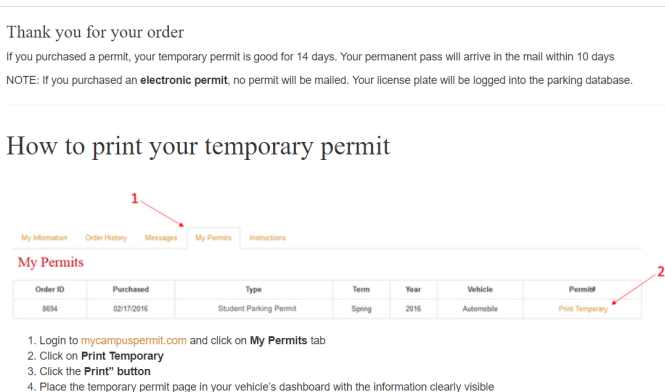 Thank you for your order
If you purchased a permit, your temporary permit is good for 14 days. Your permanent pass will arrive in the mail within 10 days
NOTE: If you purchased an electronic permit, no permit will be mailed. Your license plate will be logged into the parking database.
How to print your temporary permit
1
My Information Order History Messages My Permits Instructions
My Permits
2
Order ID Purchased Type Term Year Vehicle Permit#
8694 02/17/2016 Student Parking Permit Spring 2016 Automobile Print Temporary
1. Login to mycampuspermit.com and click on My Permits tab
2. Click on Print Temporary
3. Click the Print” button
4. Place the temporary permit page in your vehicle's dashboard with the information clearly visible